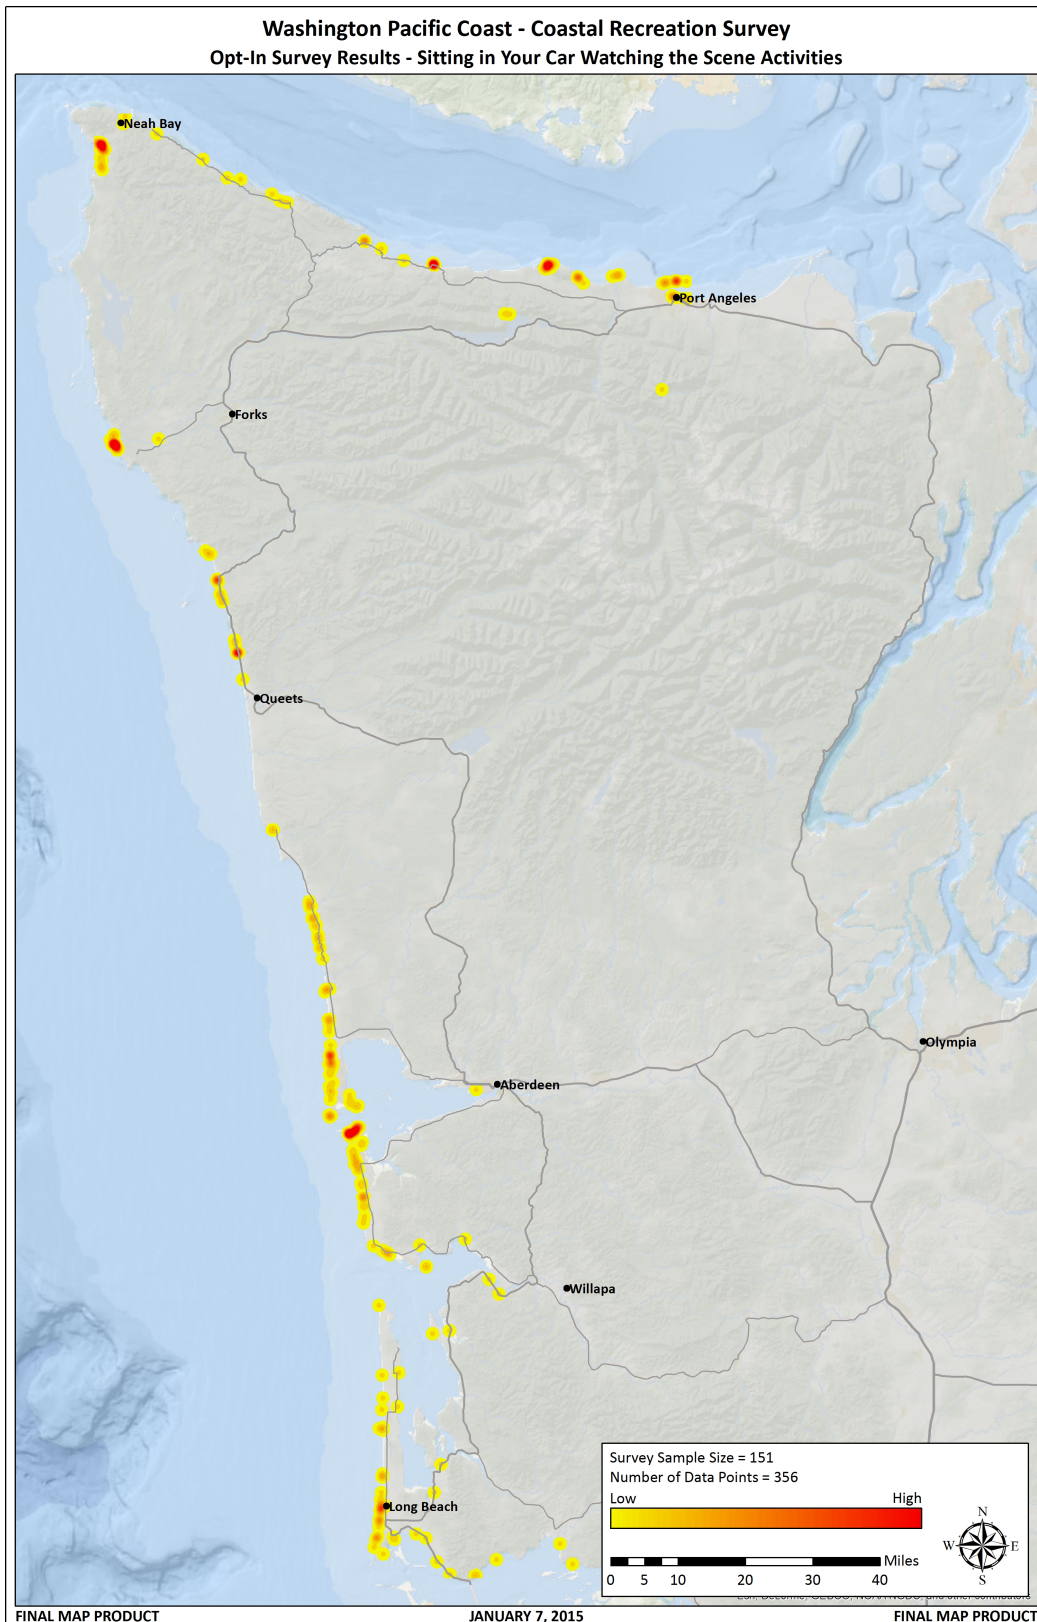 Washington Pacific Coast - Coastal Recreation Survey
Opt-In Survey Results - Sitting in Your Car Watching the Scene Activities
Neah Bay
Port Angeles
Forks
Queets
Olympia
Aberdeen
Willapa
Long Beach
Survey Sample Size = 151
Number of Data Points = 356
Low High
N
W E
S
Miles
0 5 10 20 30 40
FINAL MAP PRODUCT JANUARY 7, 2015 FINAL MAP PRODUCT